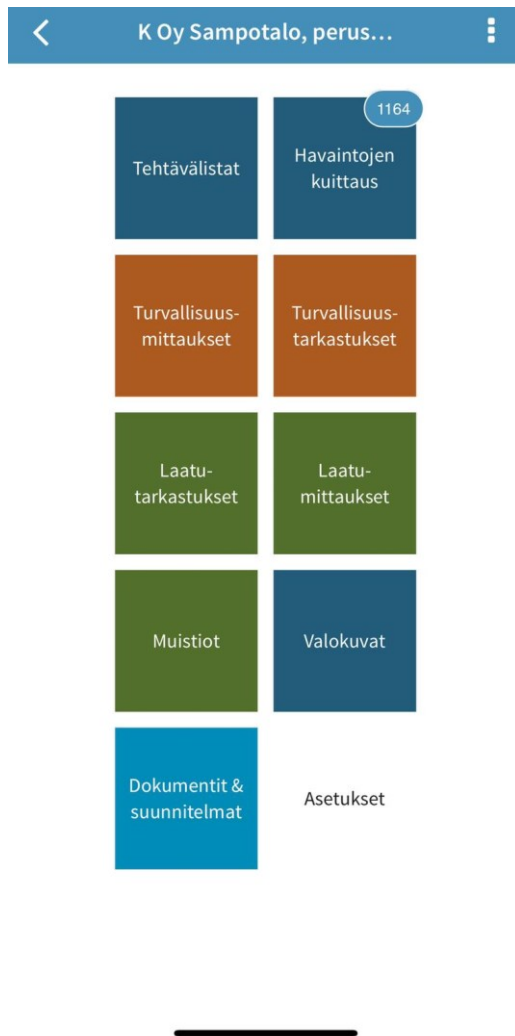 K Oy Sampotalo, perus...
1164
Tehtävälistat
Havaintojen
kuittaus
Turvallisuus-
mittaukset
Turvallisuus-
tarkastukset
Laatu-
tarkastukset
Laatu-
mittaukset
Muistiot
Valokuvat
Dokumentit &
suunnitelmat
Asetukset